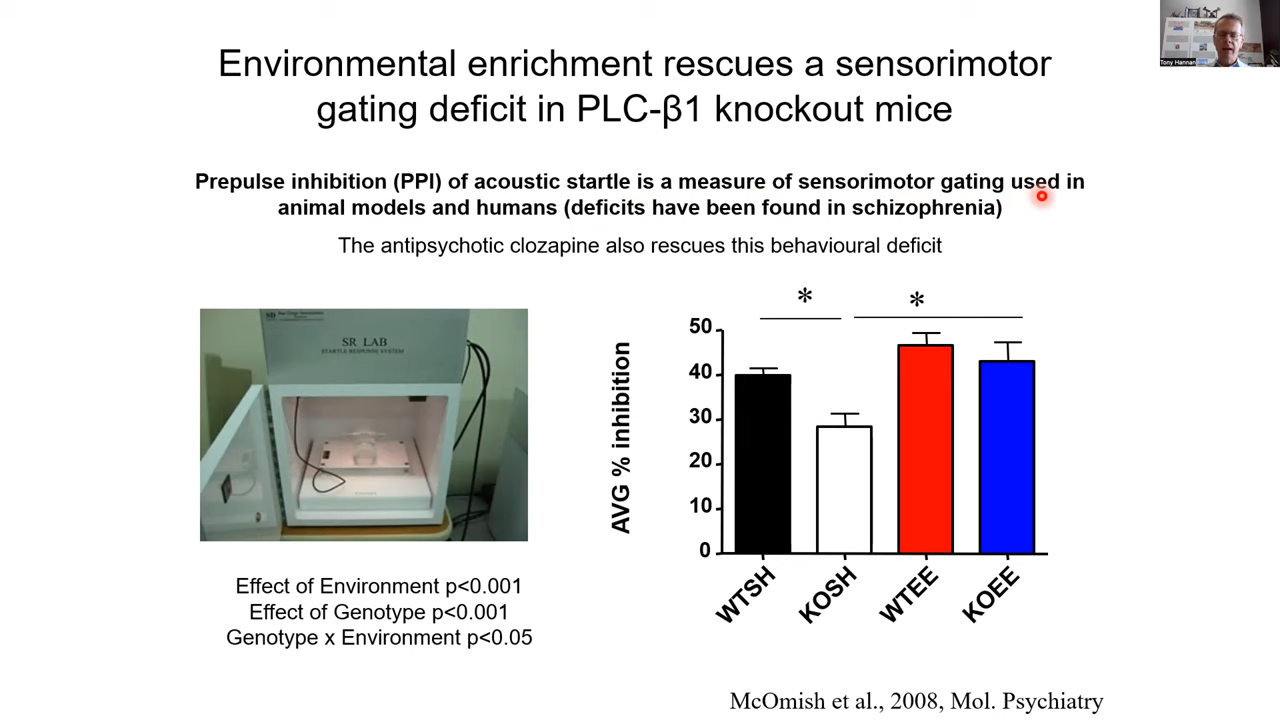 Environmental enrichment rescues a sensorimotor
gating deficit in PLC-β1 knockout mice
Tony Hannan
Prepulse inhibition (PPI) of acoustic startle is a measure of sensorimotor gating used in
animal models and humans (deficits have been found in schizophrenia)
The antipsychotic clozapine also rescues this behavioural deficit
SR LAB
STARTLE RESPONSE SYSTEM
Effect of Environment p<0.001
Effect of Genotype p<0.001
Genotype x Environment p<0.05
* *
AVG % inhibition
50
40
30
20
10
0
WTSH KOSH WTEE KOEE
McOmish et al., 2008, Mol. Psychiatry